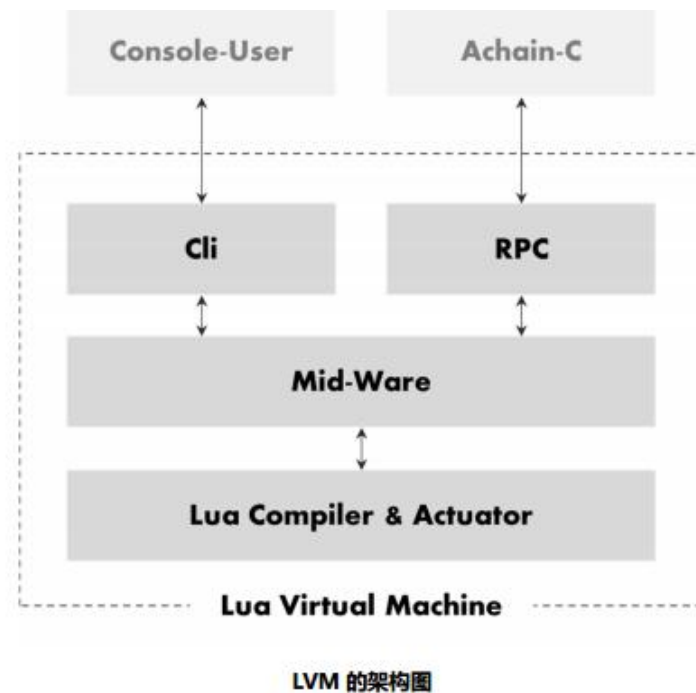 Console-User Achain-C
Cli RPC
Mid-Ware
Lua Compiler & Actuator
Lua Virtual Machine
LVM 的架构图